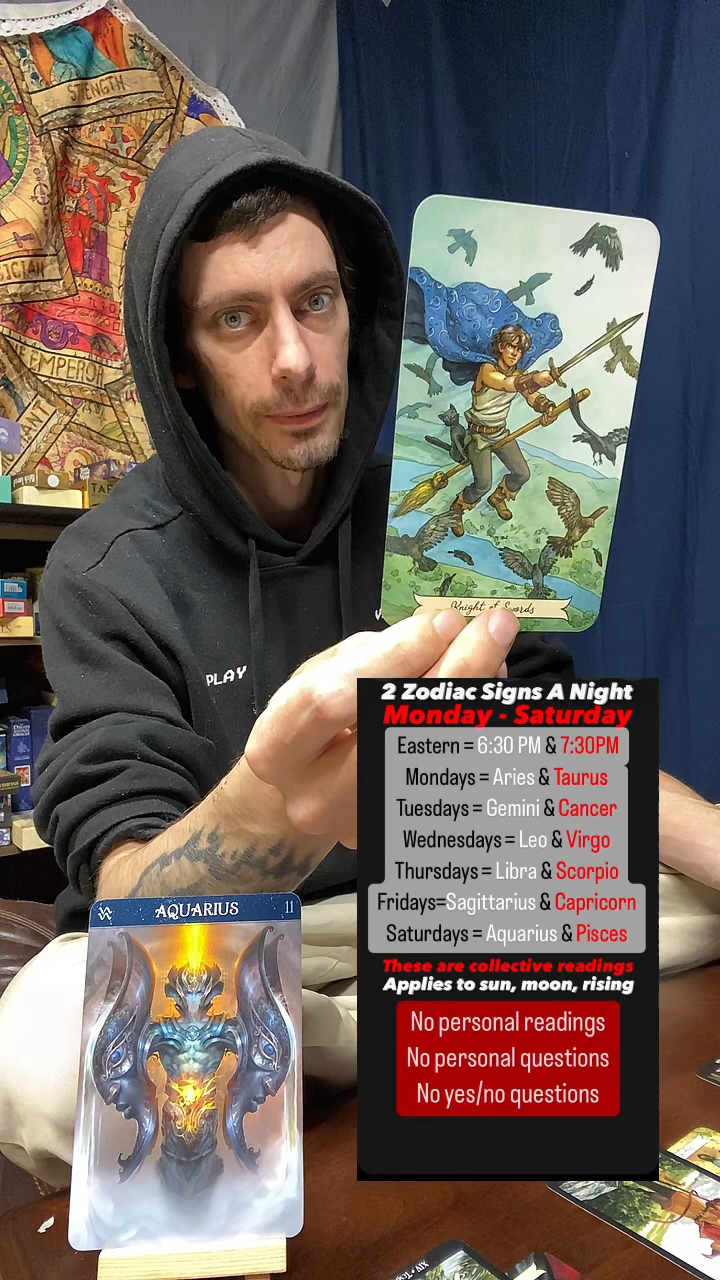 STRENGTH
EMPEROR
PLAY
Knight of Swords
2 Zodiac Signs A Night
Monday - Saturday
Eastern = 6:30 PM & 7:30PM
Mondays = Aries & Taurus
Tuesdays = Gemini & Cancer
Wednesdays = Leo & Virgo
Thursdays = Libra & Scorpio
Fridays=Sagittarius & Capricorn
Saturdays = Aquarius & Pisces
These are collective readings
Applies to sun, moon, rising
No personal readings
No personal questions
No yes/no questions
AQUARIUS 11